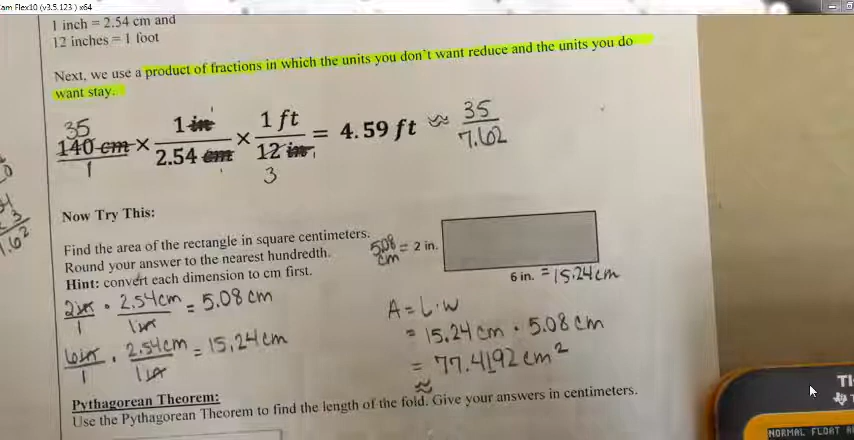 am Flex10 (v3.5.123) x64
1 inch = 2.54 cm and
12 inches = 1 foot
Next, we use a product of fractions in which the units you don't want reduce and the units you do
want stay.
35
140 cm × 1 in × 1 ft = 4.59 ft ≈ 35
1 2.54 cm 12 in 7.62
3
Now Try This:
Find the area of the rectangle in square centimeters.
Round your answer to the nearest hundredth.
Hint: convert each dimension to cm first.
5.08 cm = 2 in.
6 in. = 15.24 cm
2 in · 2.54 cm = 5.08 cm
1 1 in
6 in · 2.54 cm = 15.24 cm
1 1 in
A = L · W
= 15.24 cm · 5.08 cm
= 77.4192 cm²
≈
Pythagorean Theorem:
Use the Pythagorean Theorem to find the length of the fold. Give your answers in centimeters.
TI
NORMAL FLOAT